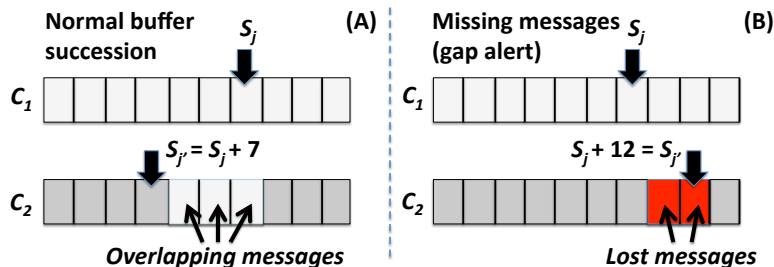 Normal buffer succession (A)
S_j
C_1
S_j' = S_j + 7
C_2
Overlapping messages
Missing messages (gap alert) (B)
S_j
C_1
S_j + 12 = S_j'
C_2
Lost messages